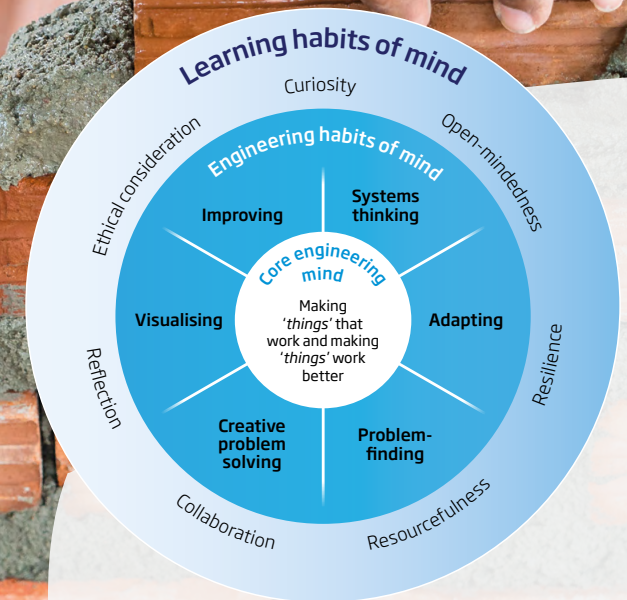 Learning habits of mind
Curiosity
Open-mindedness
Resilience
Resourcefulness
Collaboration
Reflection
Ethical consideration
Engineering habits of mind
Systems
thinking
Adapting
Problem-
finding
Creative
problem
solving
Visualising
Improving
Core engineering
mind
Making
‘things’ that
work and making
‘things’ work
better